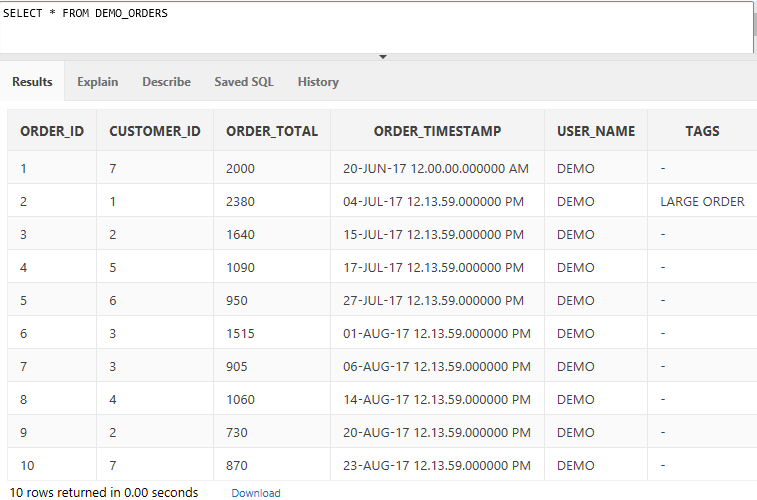 SELECT * FROM DEMO_ORDERS
Results Explain Describe Saved SQL History
ORDER_ID CUSTOMER_ID ORDER_TOTAL ORDER_TIMESTAMP USER_NAME TAGS
1 7 2000 20-JUN-17 12.00.00.000000 AM DEMO -
2 1 2380 04-JUL-17 12.13.59.000000 PM DEMO LARGE ORDER
3 2 1640 15-JUL-17 12.13.59.000000 PM DEMO -
4 5 1090 17-JUL-17 12.13.59.000000 PM DEMO -
5 6 950 27-JUL-17 12.13.59.000000 PM DEMO -
6 3 1515 01-AUG-17 12.13.59.000000 PM DEMO -
7 3 905 06-AUG-17 12.13.59.000000 PM DEMO -
8 4 1060 14-AUG-17 12.13.59.000000 PM DEMO -
9 2 730 20-AUG-17 12.13.59.000000 PM DEMO -
10 7 870 23-AUG-17 12.13.59.000000 PM DEMO -
10 rows returned in 0.00 seconds Download